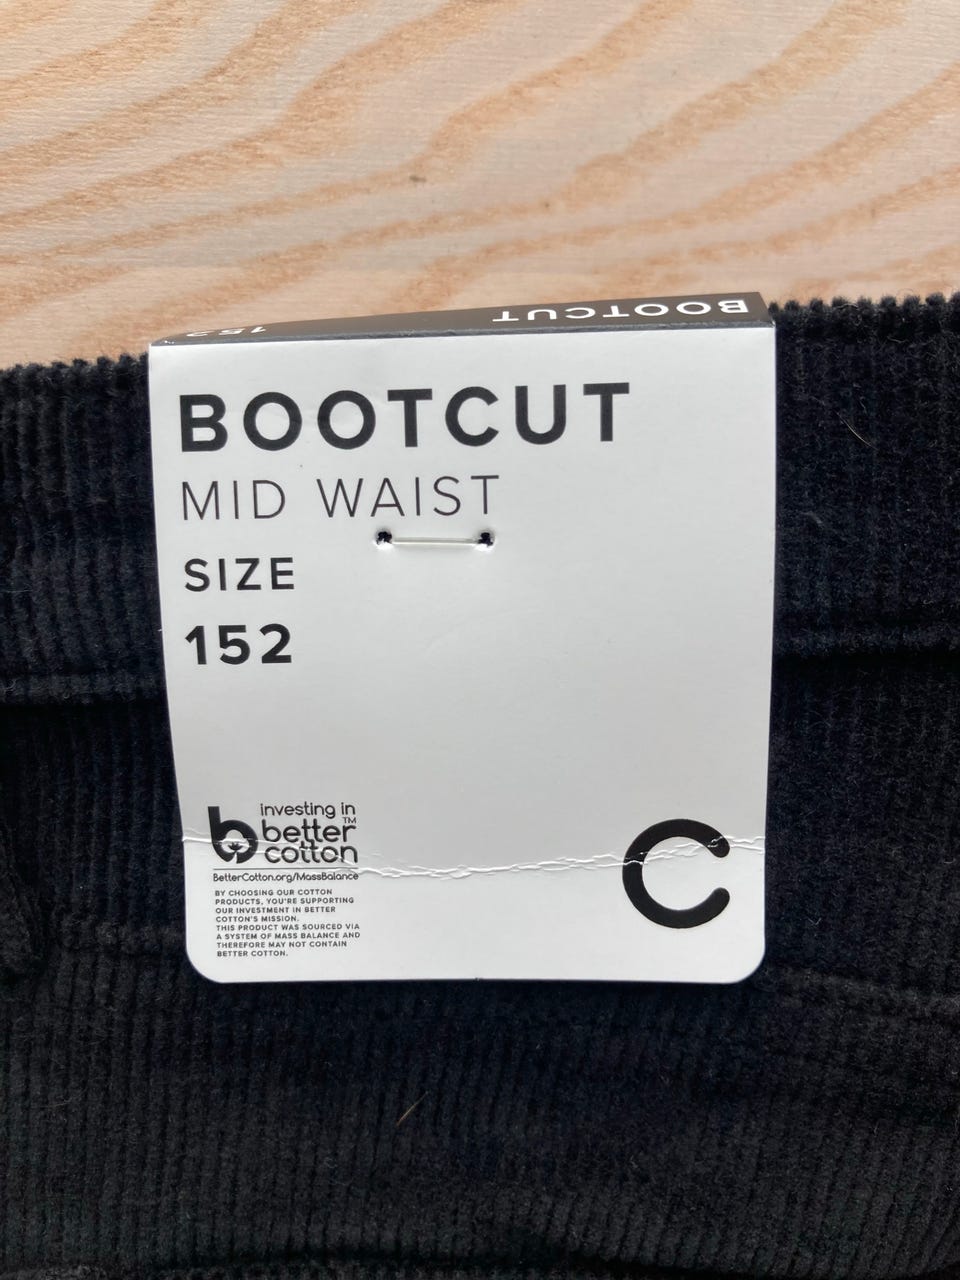 BOOTCUT
152
BOOTCUT
MID WAIST
SIZE
152
investing in
better™
cotton
BetterCotton.org/MassBalance
BY CHOOSING OUR COTTON
PRODUCTS, YOU'RE SUPPORTING
OUR INVESTMENT IN BETTER
COTTON'S MISSION.
THIS PRODUCT WAS SOURCED VIA
A SYSTEM OF MASS BALANCE AND
THEREFORE MAY NOT CONTAIN
BETTER COTTON.
C